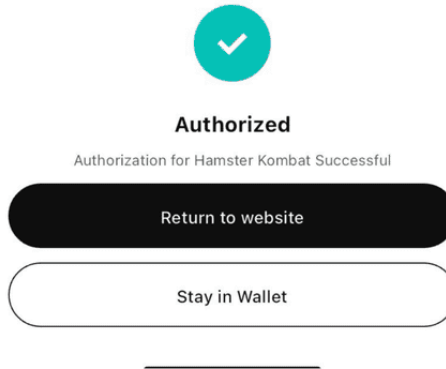 Authorized
Authorization for Hamster Kombat Successful
Return to website
Stay in Wallet